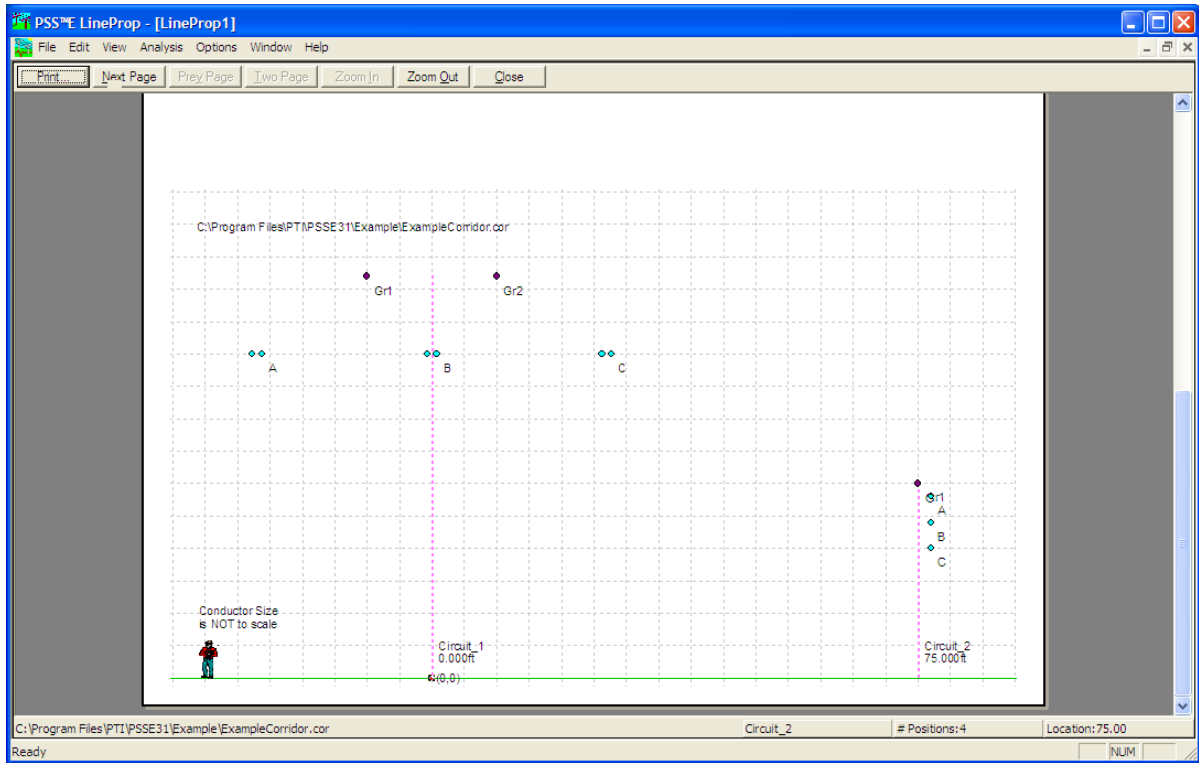 PSS™E LineProp - [LineProp1]
File Edit View Analysis Options Window Help
Print... Next Page Prev Page Two Page Zoom In Zoom Out Close
C:\Program Files\PTI\PSSE31\Example\ExampleCorridor.cor
Gr1 Gr2
A B C
Gr1
A
B
C
Conductor Size
is NOT to scale
Circuit_1
0.000ft
(0,0)
Circuit_2
75.000ft
C:\Program Files\PTI\PSSE31\Example\ExampleCorridor.cor Circuit_2 # Positions:4 Location:75.00
Ready NUM